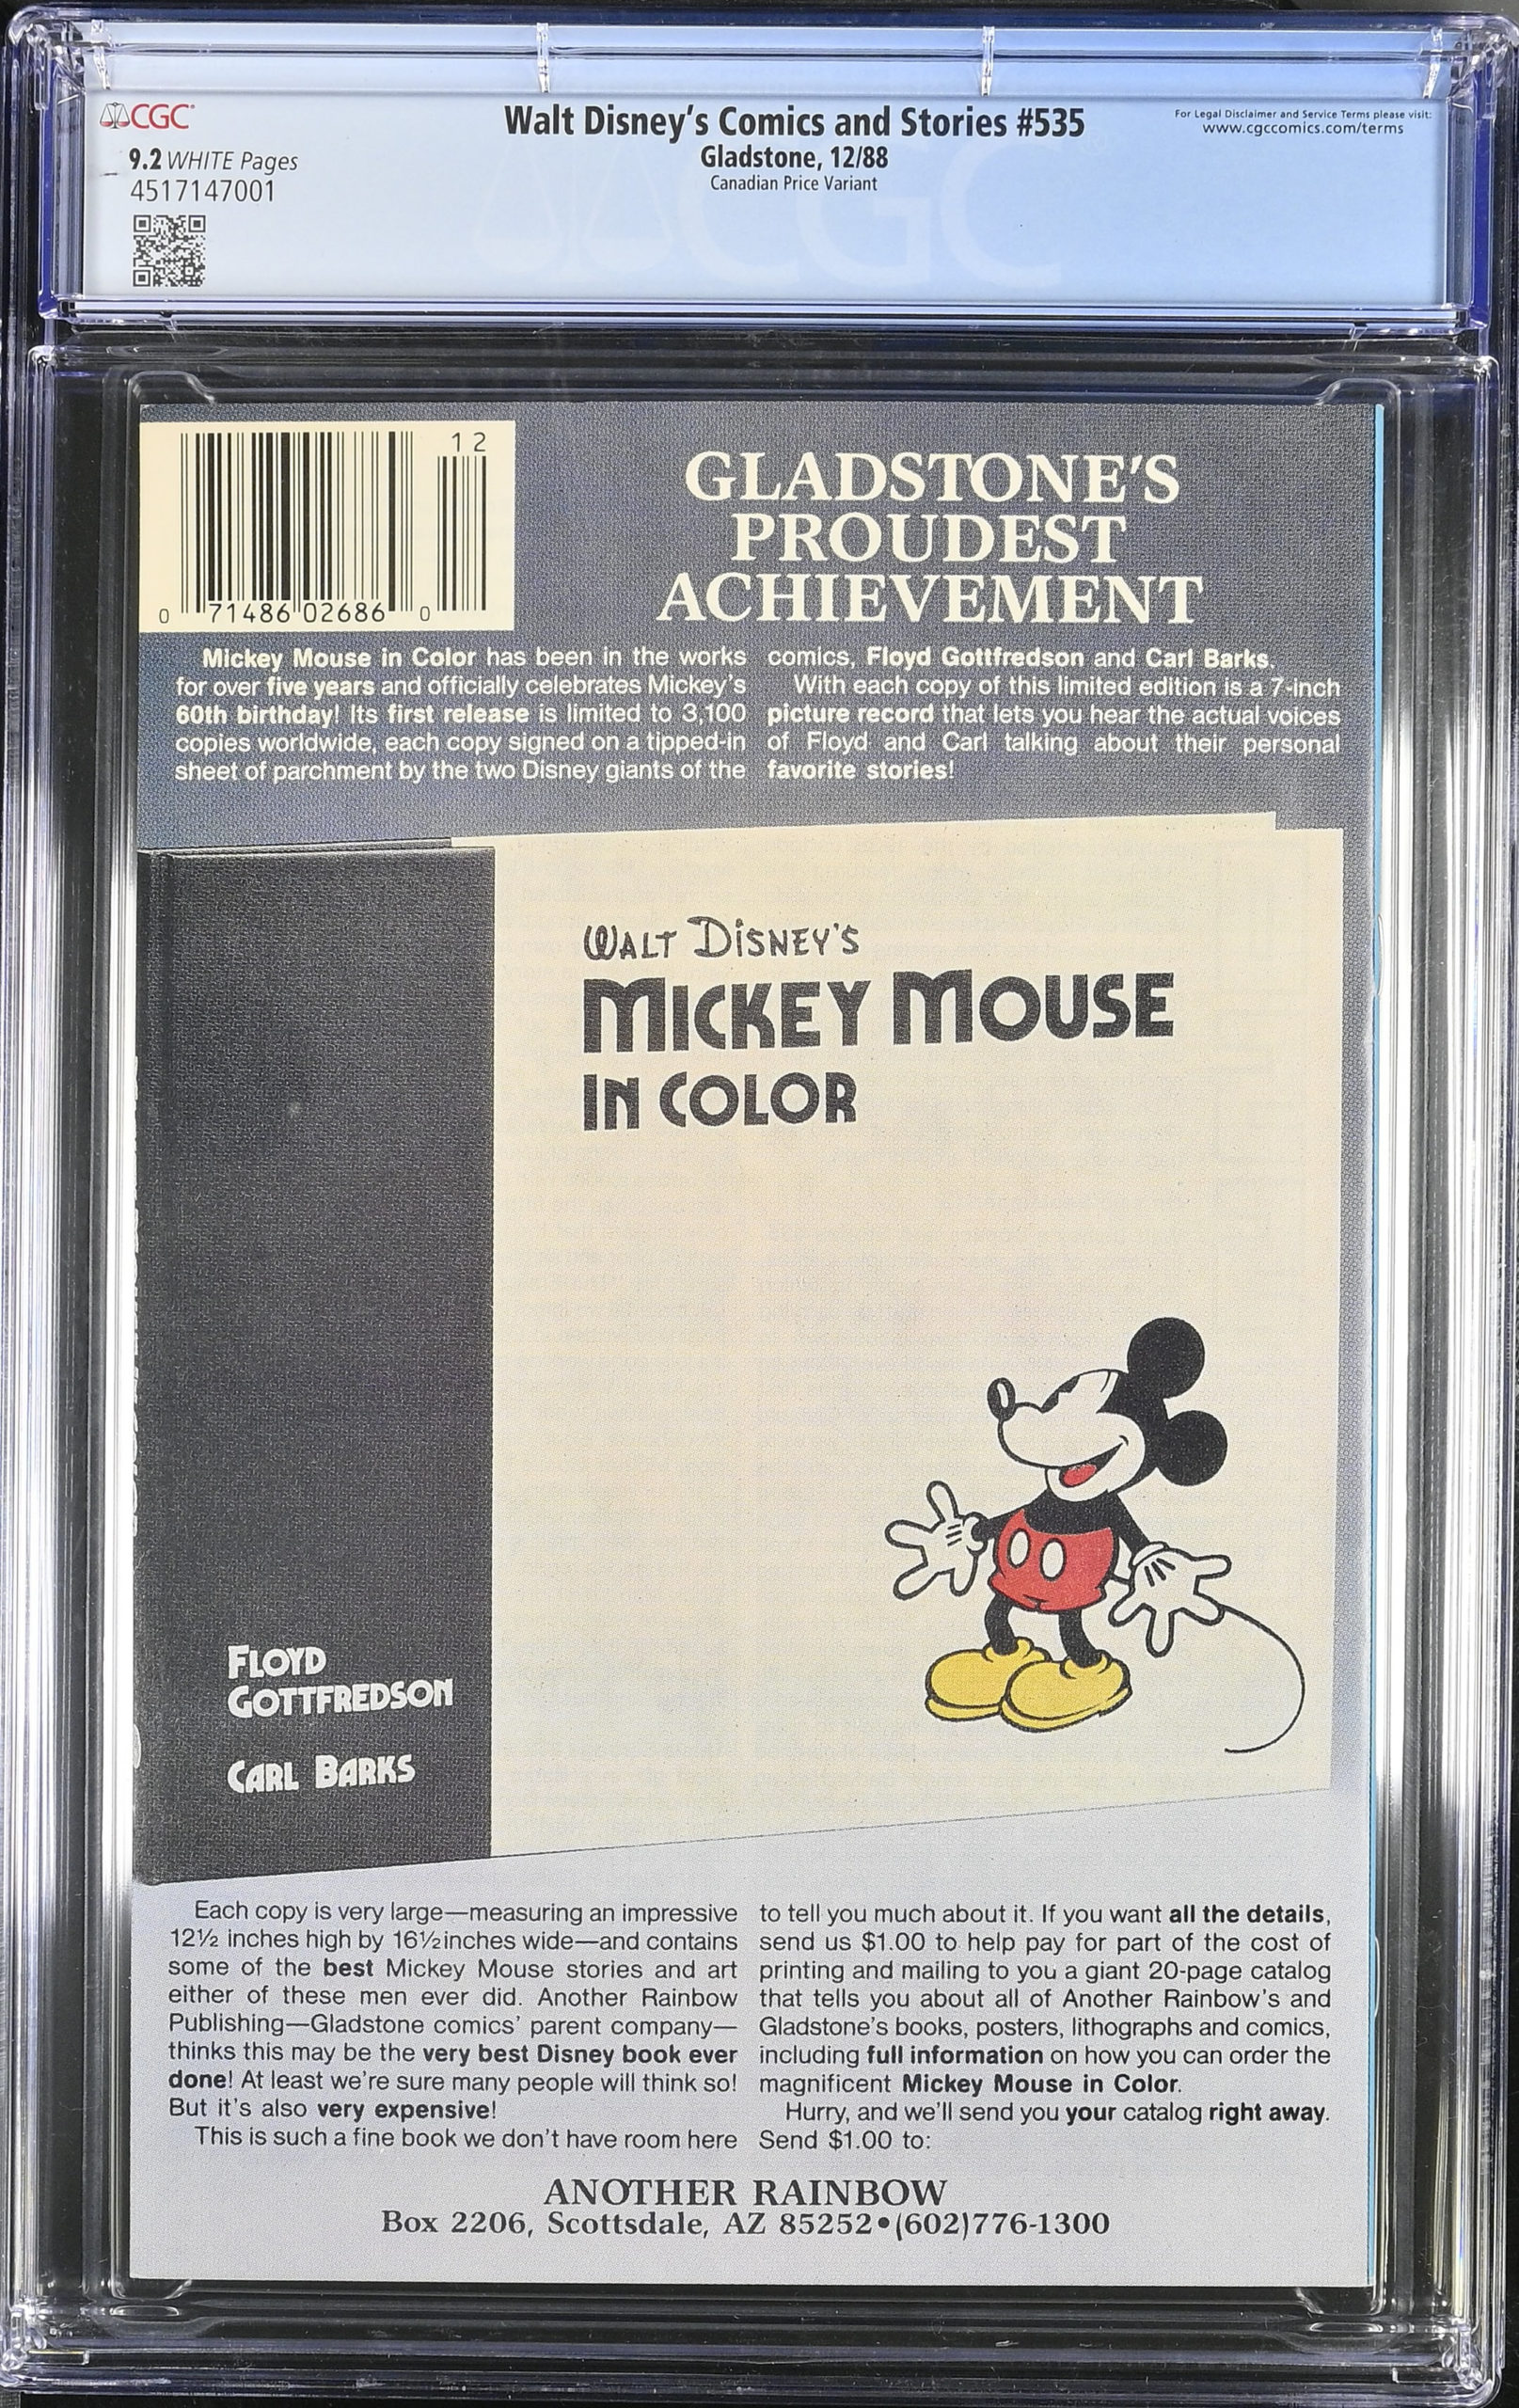 CGC
9.2 WHITE Pages
4517147001
Walt Disney's Comics and Stories #535
Gladstone, 12/88
Canadian Price Variant
For Legal Disclaimer and Service Terms please visit:
www.cgccomics.com/terms
CGC
12
0 71486 02686 0
GLADSTONE'S
PROUDEST
ACHIEVEMENT
Mickey Mouse in Color has been in the works
for over five years and officially celebrates Mickey's
60th birthday! Its first release is limited to 3,100
copies worldwide, each copy signed on a tipped-in
sheet of parchment by the two Disney giants of the
comics, Floyd Gottfredson and Carl Barks.
With each copy of this limited edition is a 7-inch
picture record that lets you hear the actual voices
of Floyd and Carl talking about their personal
favorite stories!
WALT DISNEY'S
MICKEY MOUSE
IN COLOR
FLOYD
GOTTFREDSON
CARL BARKS
Each copy is very large—measuring an impressive
12½ inches high by 16½ inches wide—and contains
some of the best Mickey Mouse stories and art
either of these men ever did. Another Rainbow
Publishing—Gladstone comics' parent company—
thinks this may be the very best Disney book ever
done! At least we're sure many people will think so!
But it's also very expensive!
This is such a fine book we don't have room here
to tell you much about it. If you want all the details,
send us $1.00 to help pay for part of the cost of
printing and mailing to you a giant 20-page catalog
that tells you about all of Another Rainbow's and
Gladstone's books, posters, lithographs and comics,
including full information on how you can order the
magnificent Mickey Mouse in Color.
Hurry, and we'll send you your catalog right away.
Send $1.00 to:
ANOTHER RAINBOW
Box 2206, Scottsdale, AZ 85252•(602)776-1300